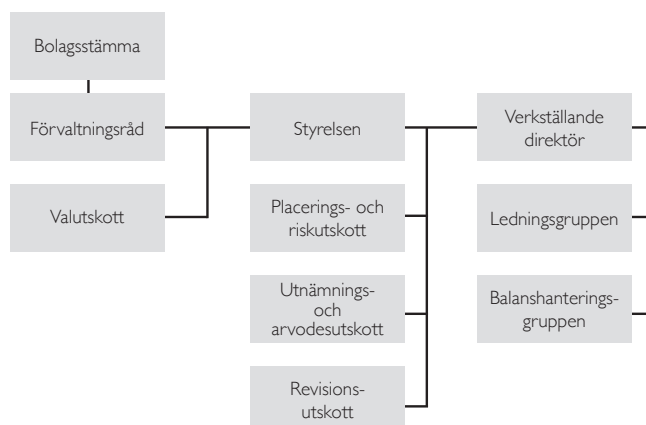 Bolagsstämma
Förvaltningsråd
Valutskott
Styrelsen
Placerings- och
riskutskott
Utnämnings-
och
arvodesutskott
Revisions-
utskott
Verkställande
direktör
Ledningsgruppen
Balanshanterings-
gruppen